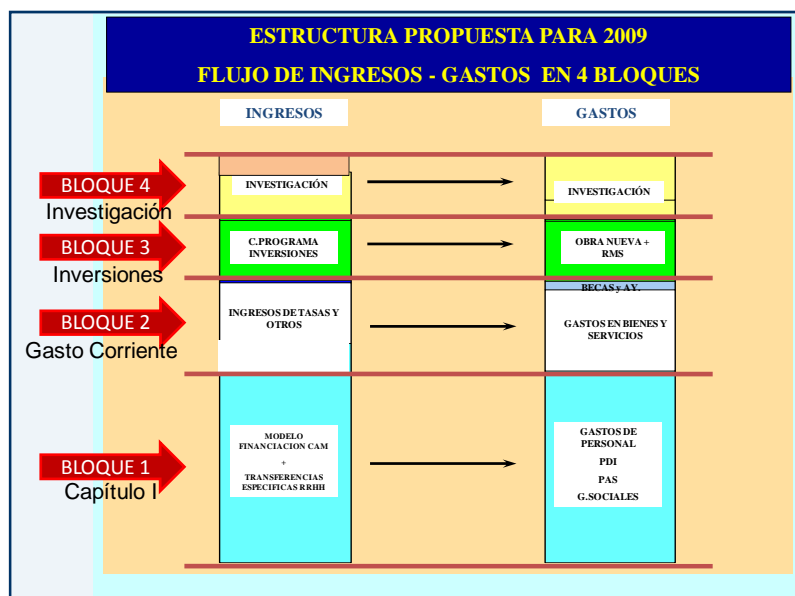 ESTRUCTURA PROPUESTA PARA 2009
FLUJO DE INGRESOS - GASTOS EN 4 BLOQUES
INGRESOS
GASTOS
BLOQUE 4
Investigación
INVESTIGACIÓN
INVESTIGACIÓN
BLOQUE 3
Inversiones
C.PROGRAMA
INVERSIONES
OBRA NUEVA +
RMS
BLOQUE 2
Gasto Corriente
INGRESOS DE TASAS Y
OTROS
BECAS y AY.
GASTOS EN BIENES Y
SERVICIOS
BLOQUE 1
Capítulo I
MODELO
FINANCIACION CAM
+
TRANSFERENCIAS
ESPECIFICAS RRHH
GASTOS DE
PERSONAL
PDI
PAS
G.SOCIALES